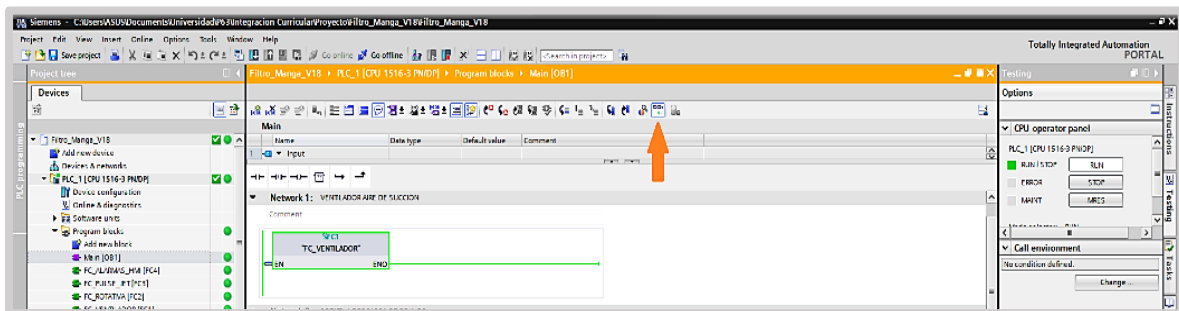 Siemens - C:\Users\ASUS\Documents\Universidad\P63\Integracion Curricular\Proyecto\Filtro_Manga_V18\Filtro_Manga_V18
Project Edit View Insert Online Options Tools Window Help
Totally Integrated Automation
PORTAL
Save project
Go online
Go offline
<Search in project>
Project tree
Filtro_Manga_V18 ▸ PLC_1 [CPU 1516-3 PN/DP] ▸ Program blocks ▸ Main [OB1]
Testing
Devices
Options
Main
Name Data type Default value Comment
1 Input
CPU operator panel
PLC_1 [CPU 1516-3 PN/DP]
RUN / STOP RUN
ERROR STOP
MAINT MRES
Filtro_Manga_V18
Add new device
Devices & networks
PLC_1 [CPU 1516-3 PN/DP]
Device configuration
Online & diagnostics
Software units
Program blocks
Add new block
Main [OB1]
FC_ALARMAS_HMI [FC4]
FC_PULSE_JET [FC3]
FC_ROTATIVA [FC2]
Network 1: VENTILADOR AIRE DE SUCCION
Comment
"FC_VENTILADOR"
EN ENO
Call environment
No condition defined.
Change...
PLC programming
Instructions
Testing
Tasks